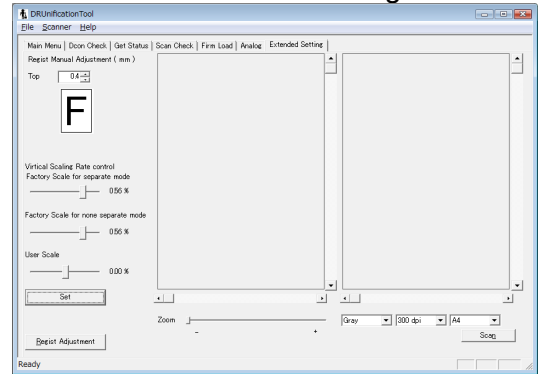 DRUnificationTool
File Scanner Help
Main Menu Dcon Check Get Status Scan Check Firm Load Analog Extended Setting
Regist Manual Adjustment ( mm )
Top 0.4
F
Virtical Scaling Rate control
Factory Scale for separate mode
0.56 %
Factory Scale for none separate mode
0.56 %
User Scale
0.00 %
Set
Zoom - +
Gray 300 dpi A4
Scan
Regist Adjustment
Ready